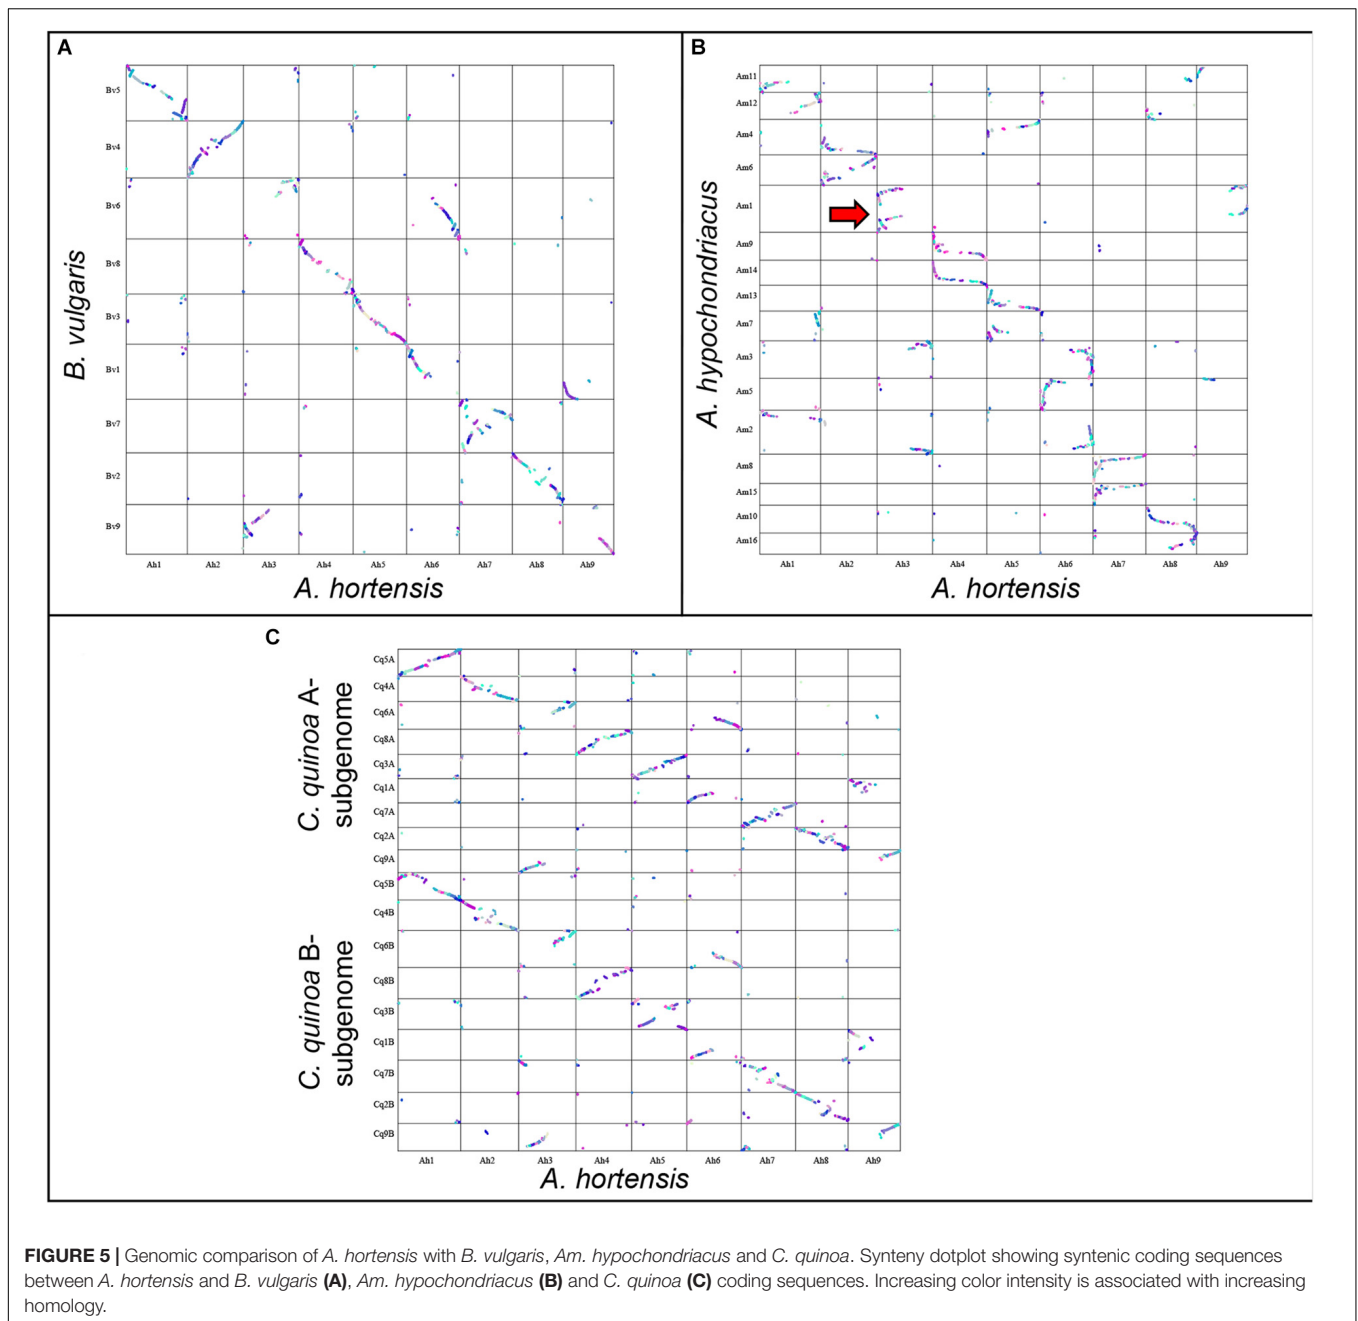 A
Bv5
Bv4
Bv6
Bv8
Bv3
Bv1
Bv7
Bv2
Bv9
B. vulgaris
Ah1 Ah2 Ah3 Ah4 Ah5 Ah6 Ah7 Ah8 Ah9
A. hortensis
B
Am11
Am12
Am4
Am6
Am1
Am9
Am14
Am13
Am7
Am3
Am5
Am2
Am8
Am15
Am10
Am16
A. hypochondriacus
Ah1 Ah2 Ah3 Ah4 Ah5 Ah6 Ah7 Ah8 Ah9
A. hortensis
C
C. quinoa A-
subgenome
Cq5A
Cq4A
Cq6A
Cq8A
Cq3A
Cq1A
Cq7A
Cq2A
Cq9A
C. quinoa B-
subgenome
Cq5B
Cq4B
Cq6B
Cq8B
Cq3B
Cq1B
Cq7B
Cq2B
Cq9B
Ah1 Ah2 Ah3 Ah4 Ah5 Ah6 Ah7 Ah8 Ah9
A. hortensis
FIGURE 5 | Genomic comparison of A. hortensis with B. vulgaris, Am. hypochondriacus and C. quinoa. Synteny dotplot showing syntenic coding sequences
between A. hortensis and B. vulgaris (A), Am. hypochondriacus (B) and C. quinoa (C) coding sequences. Increasing color intensity is associated with increasing
homology.